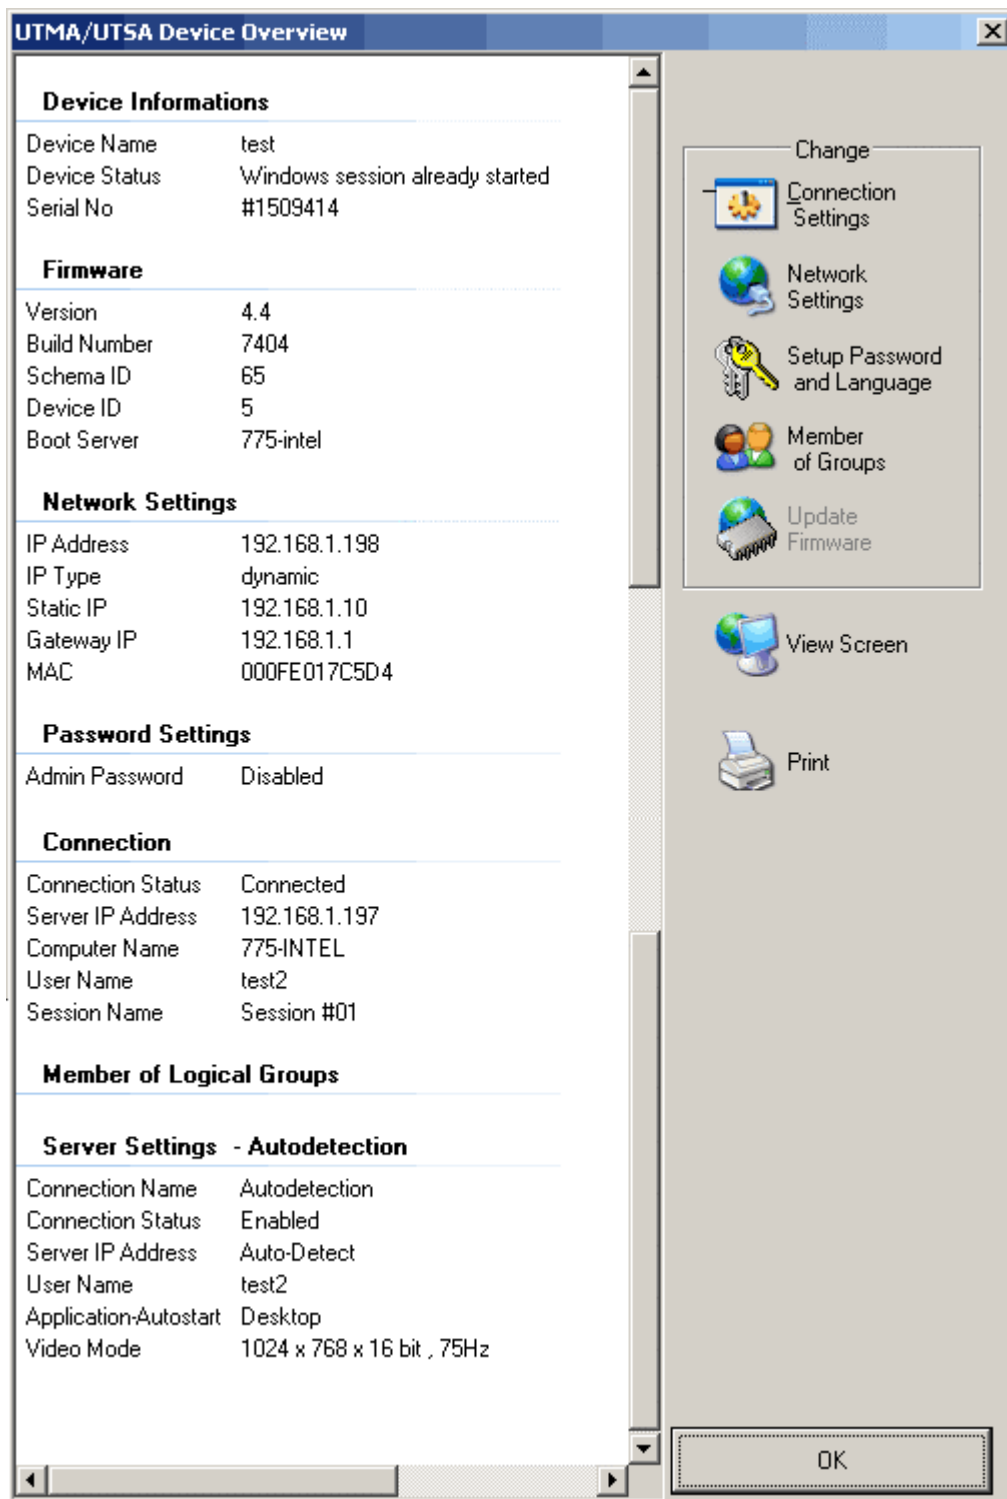 UTMA/UTSA Device Overview
Device Informations
Device Name test
Device Status Windows session already started
Serial No #1509414
Firmware
Version 4.4
Build Number 7404
Schema ID 65
Device ID 5
Boot Server 775-intel
Network Settings
IP Address 192.168.1.198
IP Type dynamic
Static IP 192.168.1.10
Gateway IP 192.168.1.1
MAC 000FE017C5D4
Password Settings
Admin Password Disabled
Connection
Connection Status Connected
Server IP Address 192.168.1.197
Computer Name 775-INTEL
User Name test2
Session Name Session #01
Member of Logical Groups
Server Settings - Autodetection
Connection Name Autodetection
Connection Status Enabled
Server IP Address Auto-Detect
User Name test2
Application-Autostart Desktop
Video Mode 1024 x 768 x 16 bit , 75Hz
Change
Connection
Settings
Network
Settings
Setup Password
and Language
Member
of Groups
Update
Firmware
View Screen
Print
OK